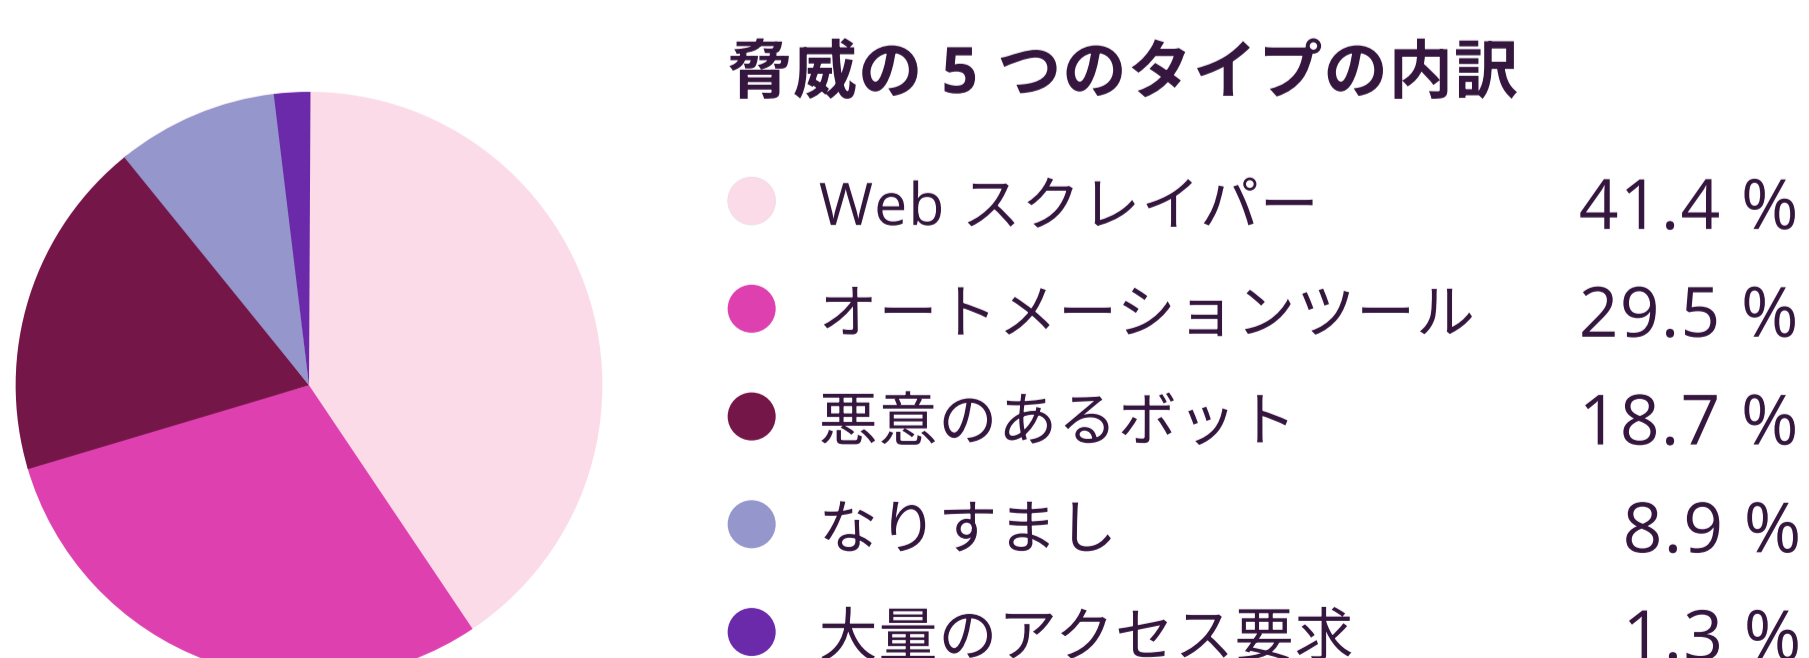 脅威の 5 つのタイプの内訳
Web スクレイパー 41.4 %
オートメーションツール 29.5 %
悪意のあるボット 18.7 %
なりすまし 8.9 %
大量のアクセス要求 1.3 %